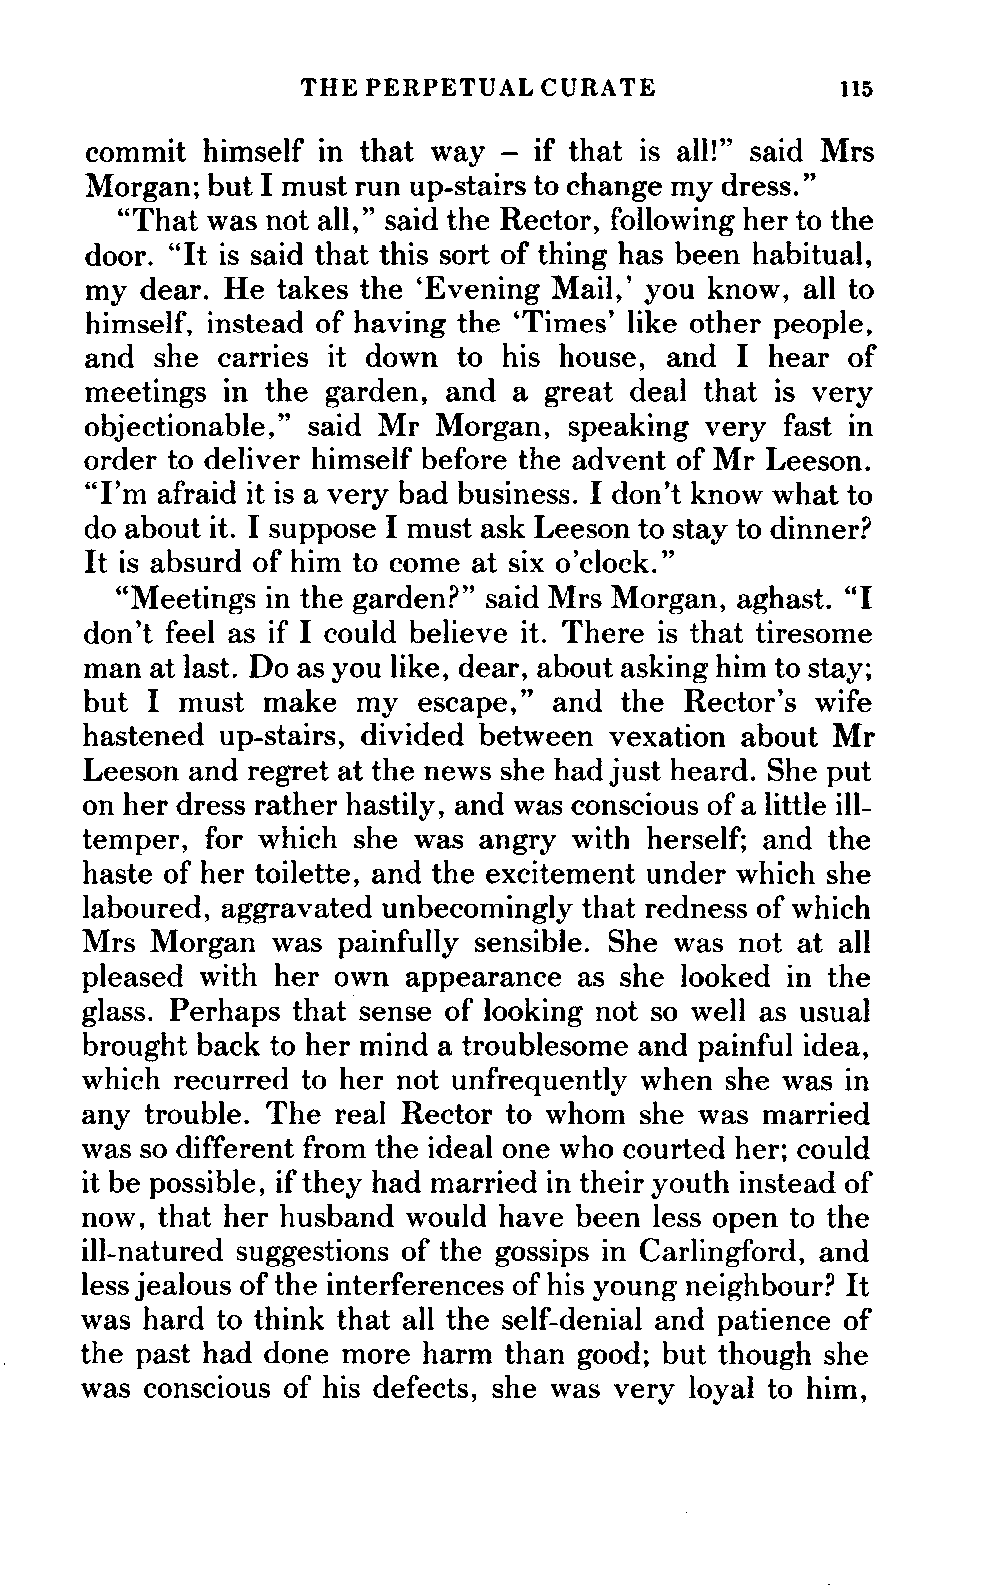 THE PERPETUAL CURATE 115
commit himself in that way – if that is all!” said Mrs
Morgan; but I must run up-stairs to change my dress.”
“That was not all,” said the Rector, following her to the
door. “It is said that this sort of thing has been habitual,
my dear. He takes the ‘Evening Mail,’ you know, all to
himself, instead of having the ‘Times’ like other people,
and she carries it down to his house, and I hear of
meetings in the garden, and a great deal that is very
objectionable,” said Mr Morgan, speaking very fast in
order to deliver himself before the advent of Mr Leeson.
“I’m afraid it is a very bad business. I don’t know what to
do about it. I suppose I must ask Leeson to stay to dinner?
It is absurd of him to come at six o’clock.”
“Meetings in the garden?” said Mrs Morgan, aghast. “I
don’t feel as if I could believe it. There is that tiresome
man at last. Do as you like, dear, about asking him to stay;
but I must make my escape,” and the Rector’s wife
hastened up-stairs, divided between vexation about Mr
Leeson and regret at the news she had just heard. She put
on her dress rather hastily, and was conscious of a little ill-
temper, for which she was angry with herself; and the
haste of her toilette, and the excitement under which she
laboured, aggravated unbecomingly that redness of which
Mrs Morgan was painfully sensible. She was not at all
pleased with her own appearance as she looked in the
glass. Perhaps that sense of looking not so well as usual
brought back to her mind a troublesome and painful idea,
which recurred to her not unfrequently when she was in
any trouble. The real Rector to whom she was married
was so different from the ideal one who courted her; could
it be possible, if they had married in their youth instead of
now, that her husband would have been less open to the
ill-natured suggestions of the gossips in Carlingford, and
less jealous of the interferences of his young neighbour? It
was hard to think that all the self-denial and patience of
the past had done more harm than good; but though she
was conscious of his defects, she was very loyal to him,